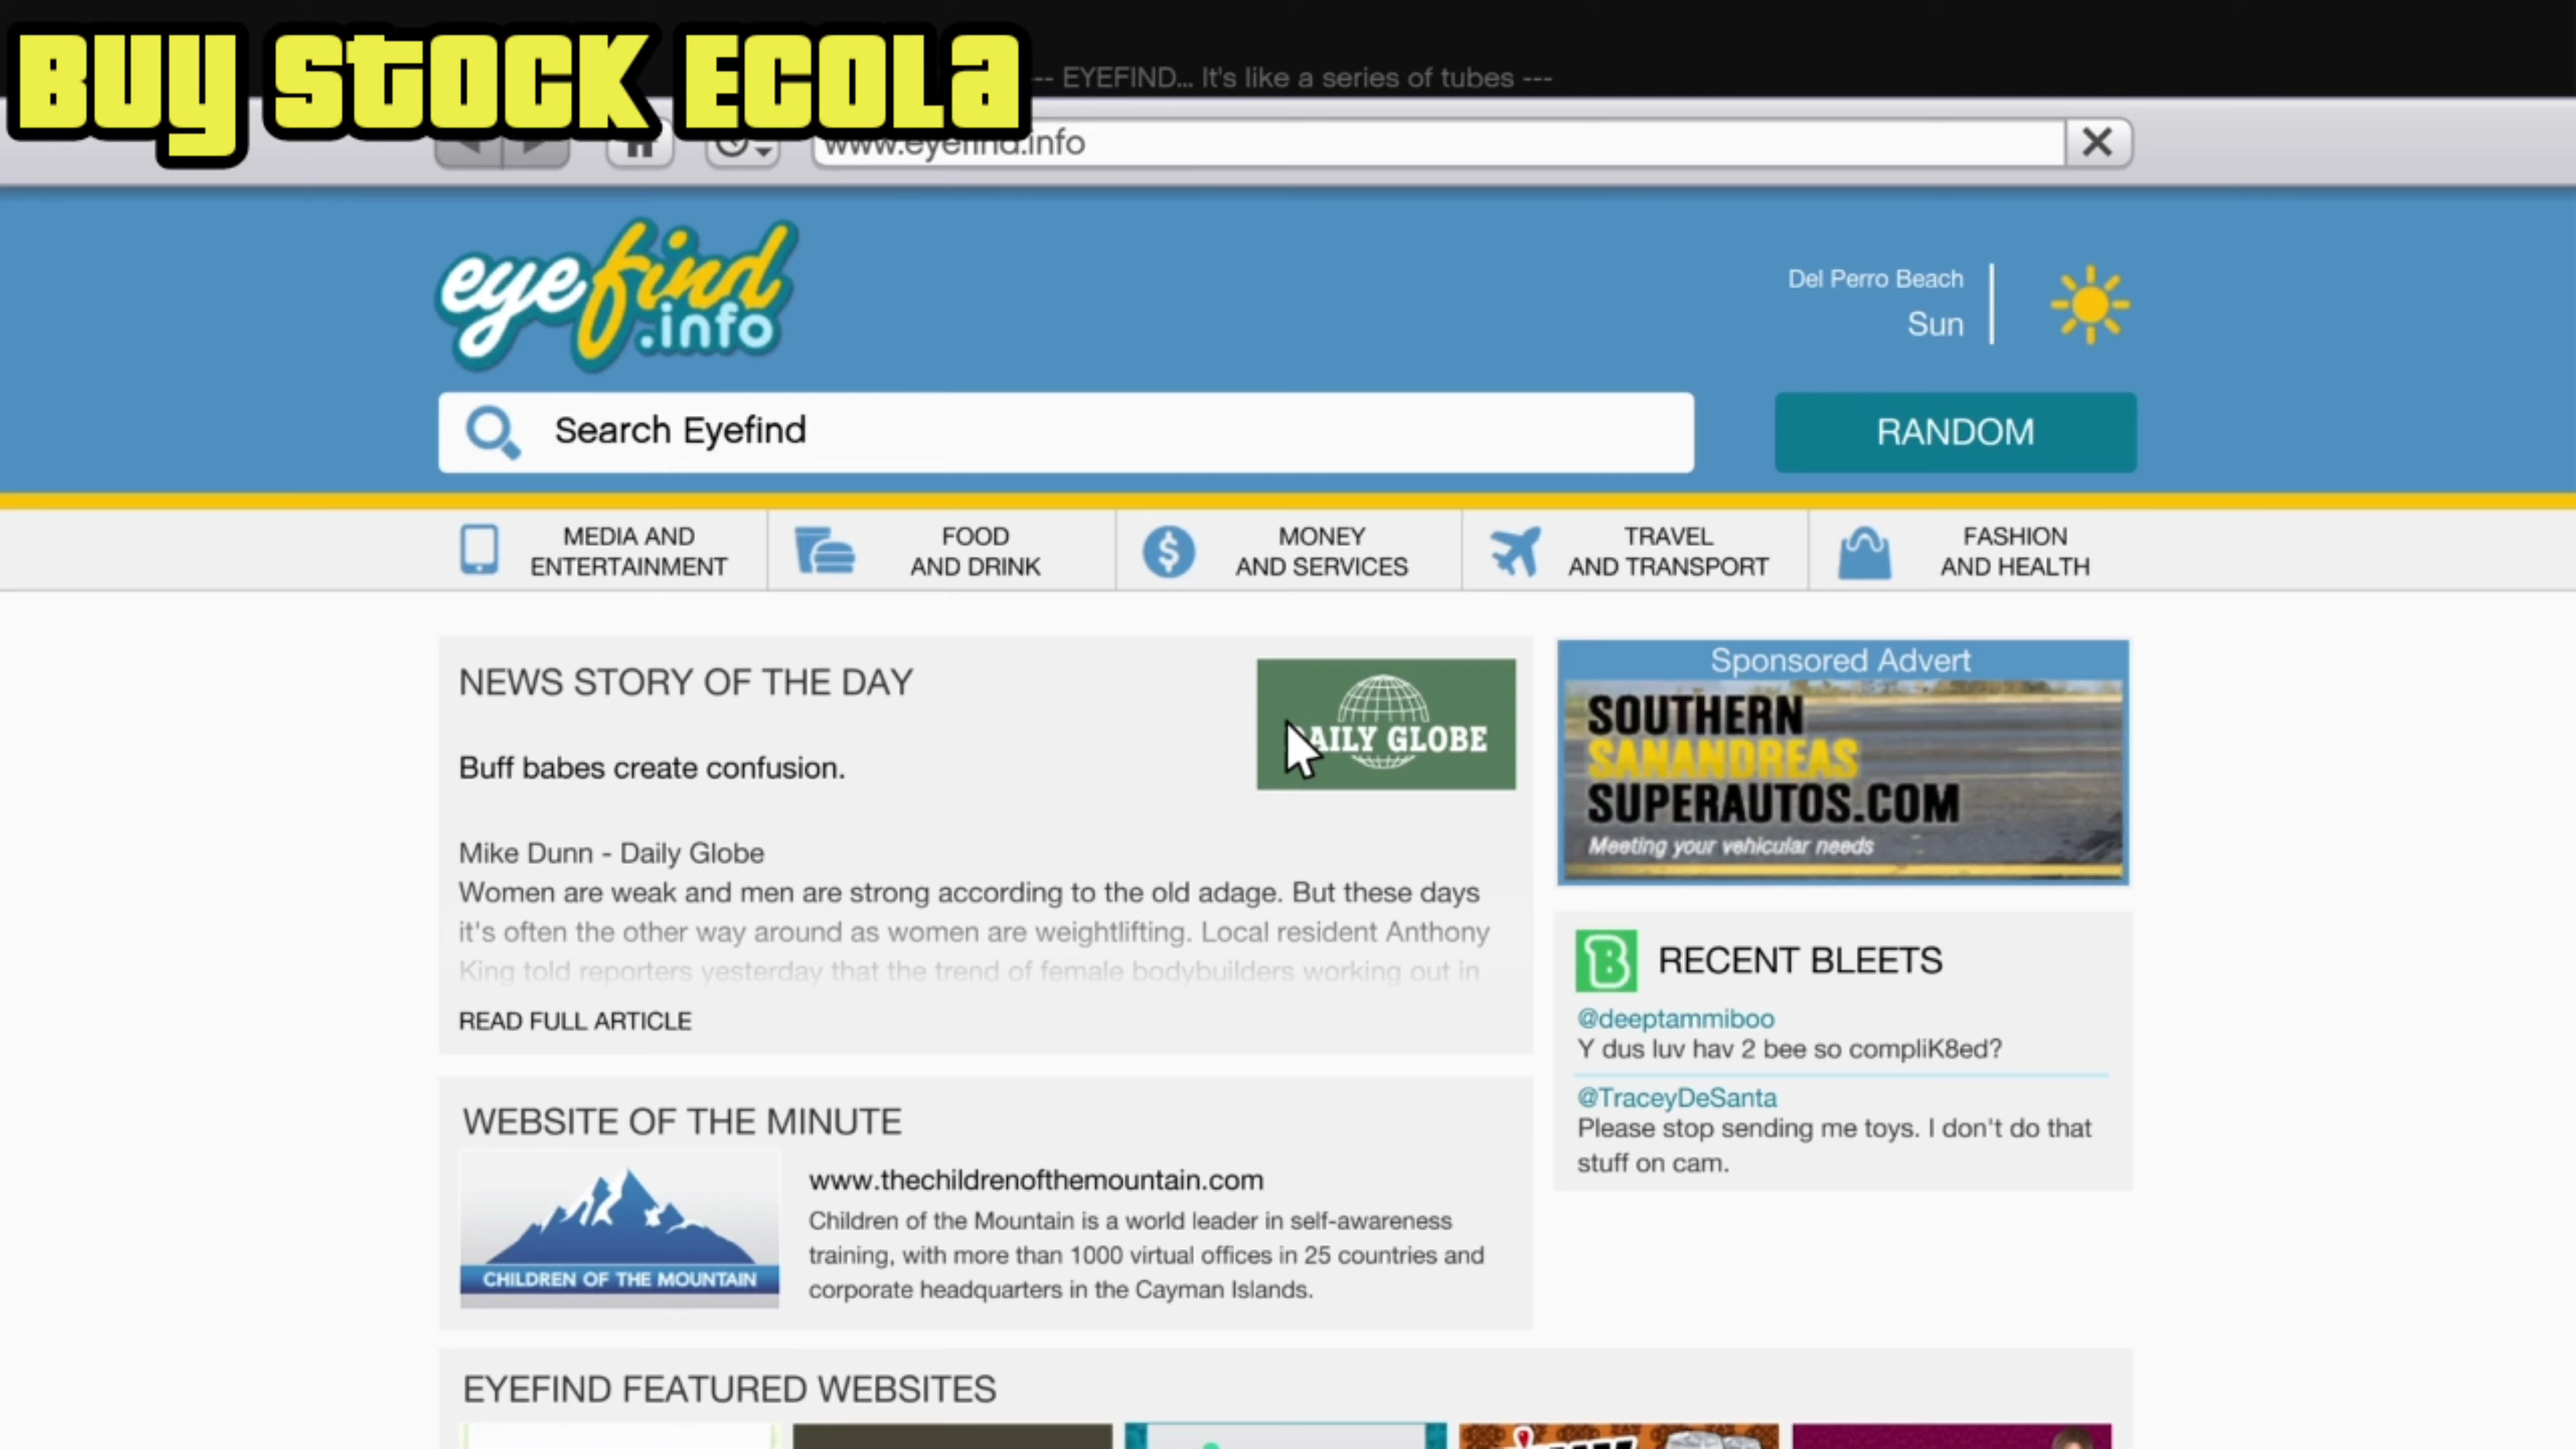 Buy Stock Ecola
--- EYEFIND... It's like a series of tubes ---
www.eyefind.info
eyefind
.info
Del Perro Beach
Sun
Search Eyefind
RANDOM
MEDIA AND
ENTERTAINMENT
FOOD
AND DRINK
MONEY
AND SERVICES
TRAVEL
AND TRANSPORT
FASHION
AND HEALTH
NEWS STORY OF THE DAY
DAILY GLOBE
Buff babes create confusion.
Mike Dunn - Daily Globe
Women are weak and men are strong according to the old adage. But these days
it's often the other way around as women are weightlifting. Local resident Anthony
King told reporters yesterday that the trend of female bodybuilders working out in
READ FULL ARTICLE
Sponsored Advert
SOUTHERN
SANANDREAS
SUPERAUTOS.COM
Meeting your vehicular needs
B RECENT BLEETS
@deeptammiboo
Y dus luv hav 2 bee so compliK8ed?
@TraceyDeSanta
Please stop sending me toys. I don't do that
stuff on cam.
WEBSITE OF THE MINUTE
CHILDREN OF THE MOUNTAIN
www.thechildrenofthemountain.com
Children of the Mountain is a world leader in self-awareness
training, with more than 1000 virtual offices in 25 countries and
corporate headquarters in the Cayman Islands.
EYEFIND FEATURED WEBSITES